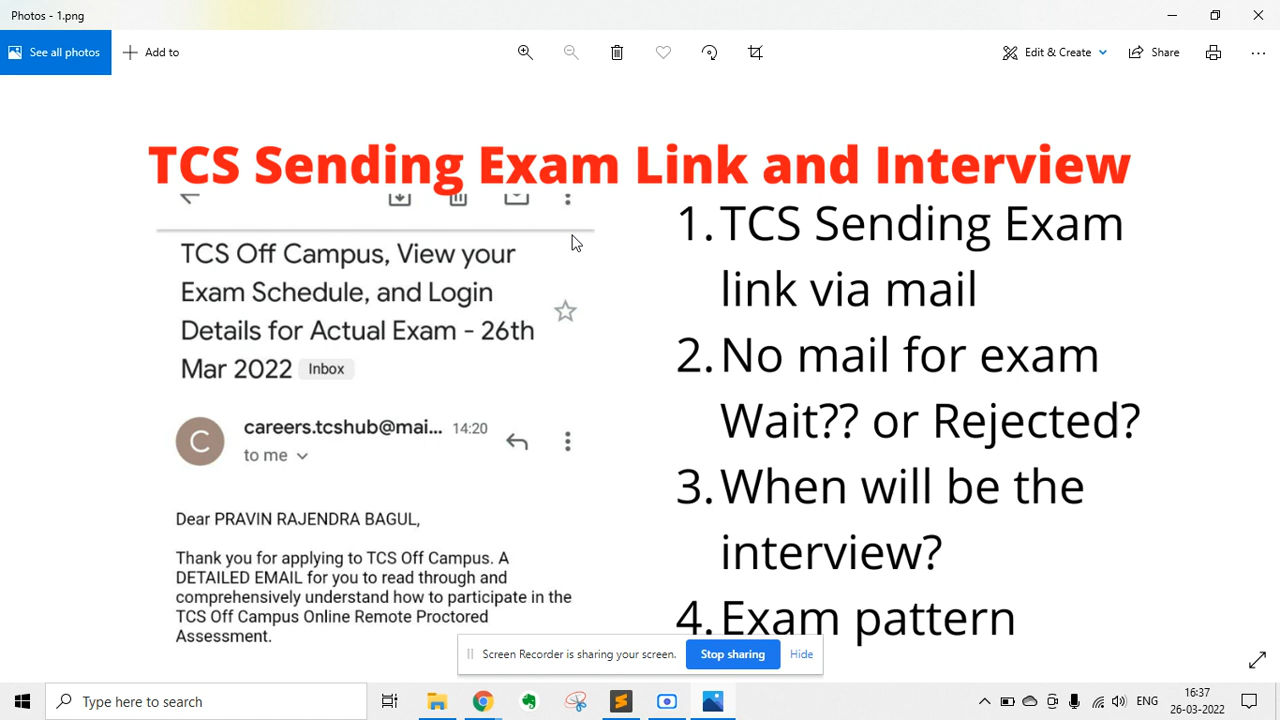 Photos - 1.png
See all photos
Add to
Edit & Create
Share
TCS Sending Exam Link and Interview
TCS Off Campus, View your
Exam Schedule, and Login
Details for Actual Exam - 26th
Mar 2022 Inbox
C
careers.tcshub@mai... 14:20
to me
Dear PRAVIN RAJENDRA BAGUL,
Thank you for applying to TCS Off Campus. A
DETAILED EMAIL for you to read through and
comprehensively understand how to participate in the
TCS Off Campus Online Remote Proctored
Assessment.
1. TCS Sending Exam
link via mail
2. No mail for exam
Wait?? or Rejected?
3. When will be the
interview?
4. Exam pattern
Screen Recorder is sharing your screen. Stop sharing Hide
Type here to search
ENG
16:37
26-03-2022